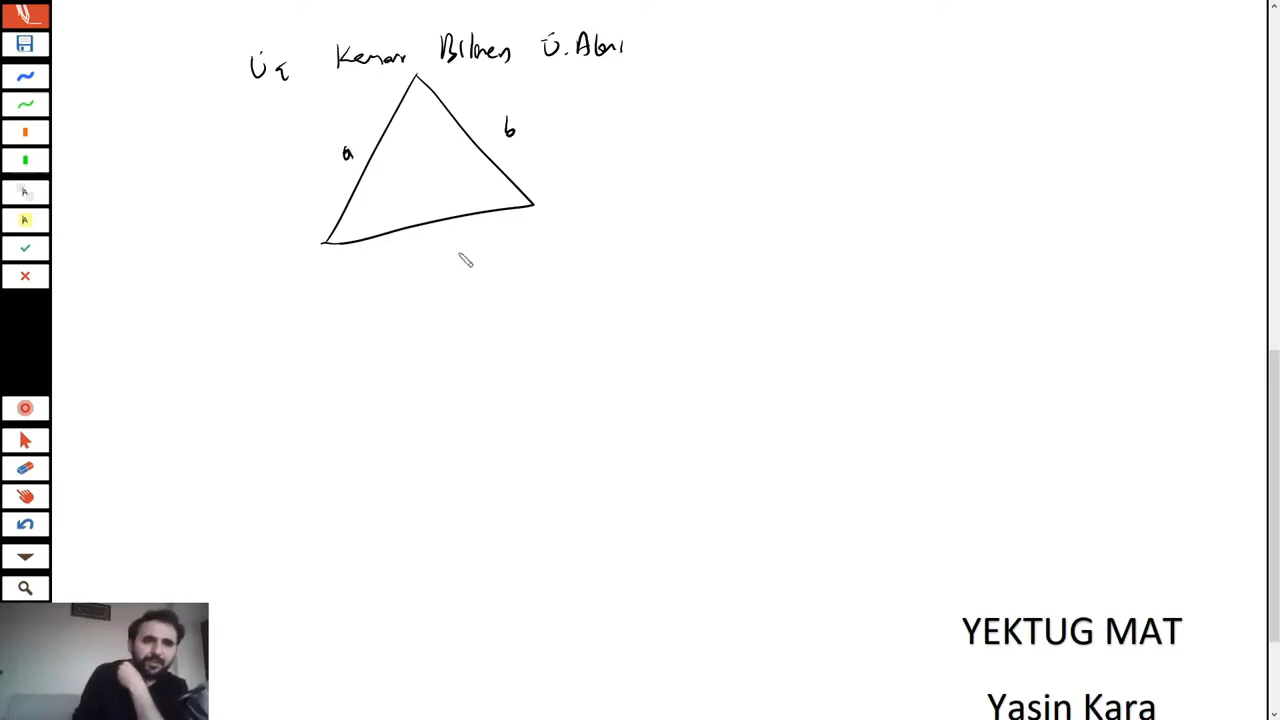 Üç Kenarı Bilinen Ü. Alanı
a
b
YEKTUG MAT
Yasin Kara